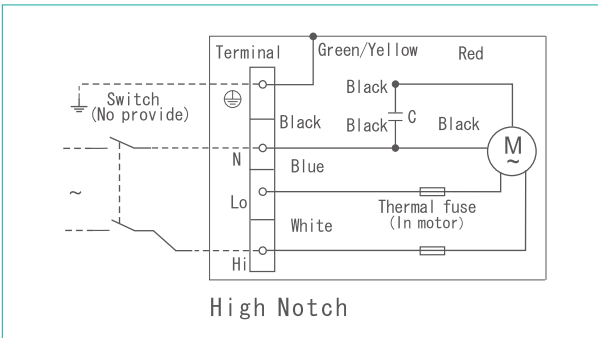 Terminal
Green/Yellow
Red
Black
Switch
(No provide)
Black
Black
C
Black
N
M
~
Blue
~
Lo
Thermal fuse
(In motor)
White
Hi
High Notch